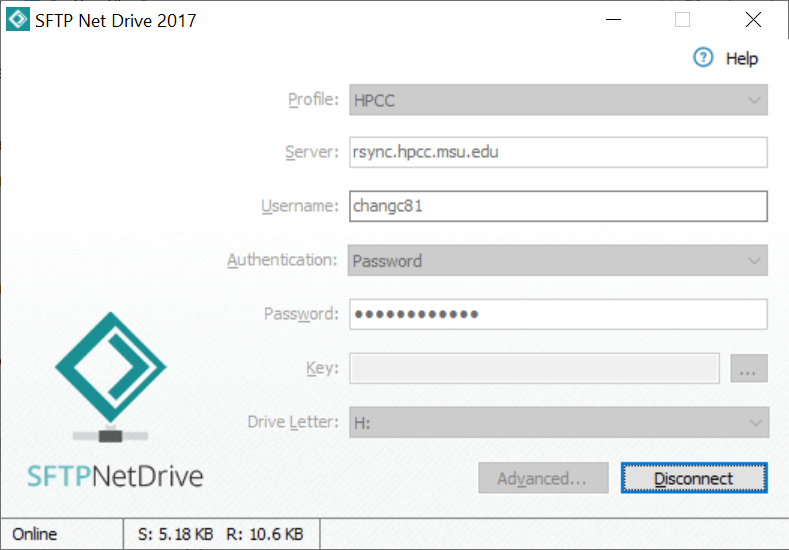 SFTP Net Drive 2017
? Help
Profile: HPCC
Server: rsync.hpcc.msu.edu
Username: changc81
Authentication: Password
Password: ●●●●●●●●●●●●
Key: ...
Drive Letter: H:
SFTPNetDrive
Advanced... Disconnect
Online S: 5.18 KB R: 10.6 KB